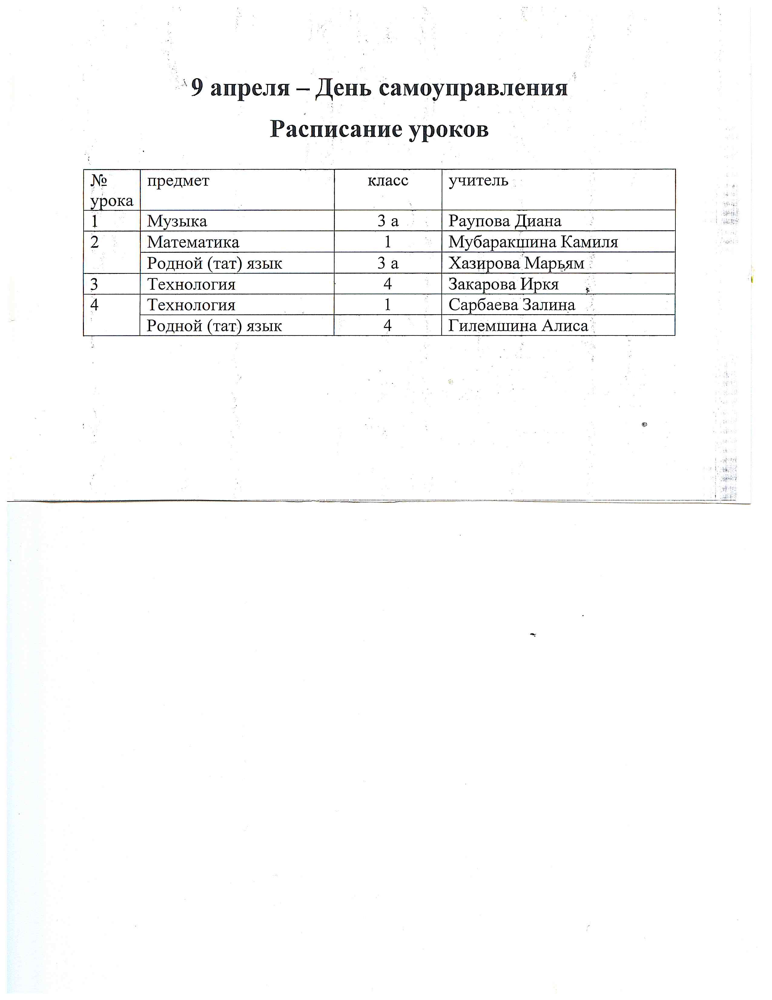 9 апреля – День самоуправления
Расписание уроков
№ урока предмет класс учитель
1 Музыка 3 а Раупова Диана
2 Математика 1 Мубаракшина Камиля
Родной (тат) язык 3 а Хазирова Марьям
3 Технология 4 Закарова Иркя
4 Технология 1 Сарбаева Залина
Родной (тат) язык 4 Гилемшина Алиса